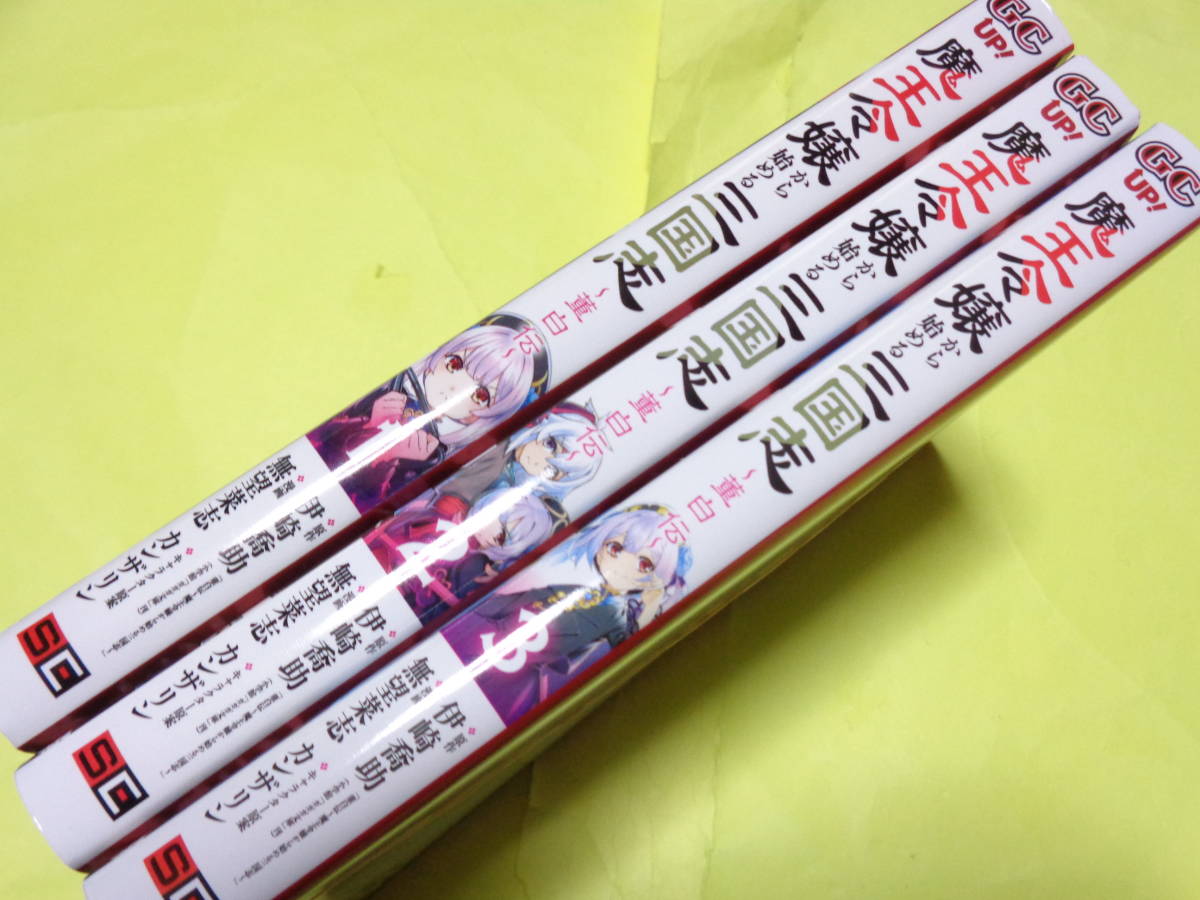 GC UP!
魔王令嬢から始める三国志
～董白伝～
1
原作 伊崎喬助
漫画 無望菜志
キャラクター原案 カンザリン
GC UP!
魔王令嬢から始める三国志
～董白伝～
2
原作 伊崎喬助
漫画 無望菜志
キャラクター原案 カンザリン
GC UP!
魔王令嬢から始める三国志
～董白伝～
3
原作 伊崎喬助
漫画 無望菜志
キャラクター原案 カンザリン